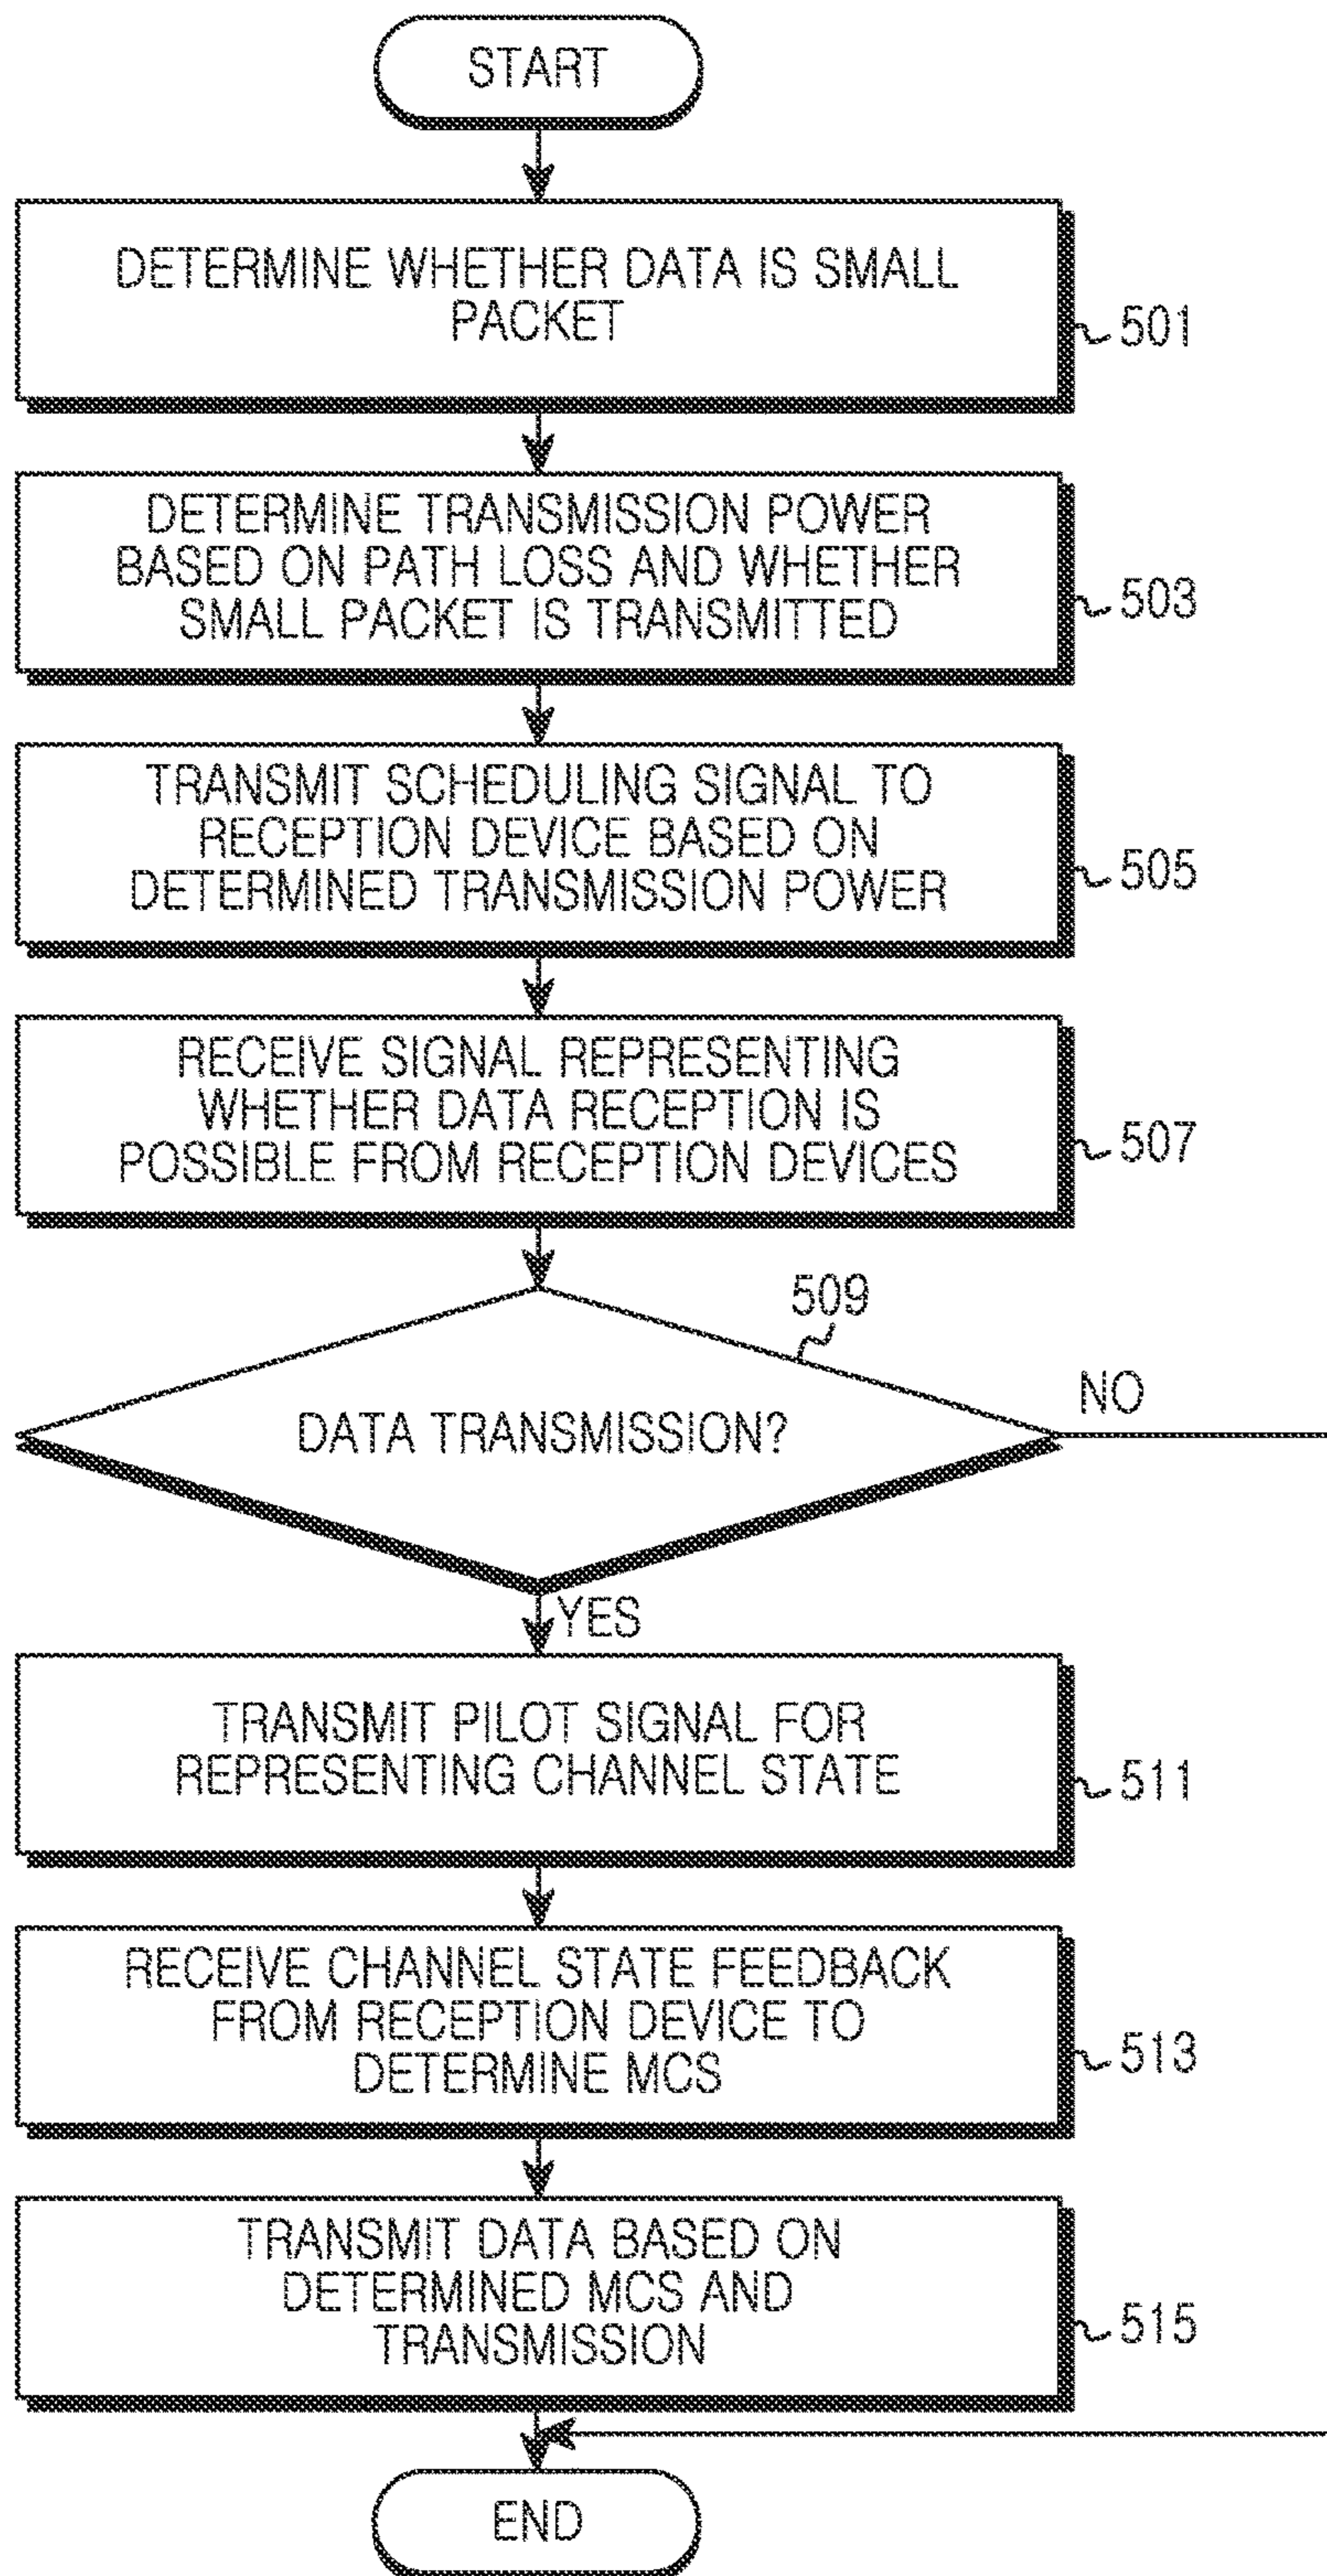 START
DETERMINE WHETHER DATA IS SMALL
PACKET
501
DETERMINE TRANSMISSION POWER
BASED ON PATH LOSS AND WHETHER
SMALL PACKET IS TRANSMITTED
503
TRANSMIT SCHEDULING SIGNAL TO
RECEPTION DEVICE BASED ON
DETERMINED TRANSMISSION POWER
505
RECEIVE SIGNAL REPRESENTING
WHETHER DATA RECEPTION IS
POSSIBLE FROM RECEPTION DEVICES
507
509
DATA TRANSMISSION?
NO
YES
TRANSMIT PILOT SIGNAL FOR
REPRESENTING CHANNEL STATE
511
RECEIVE CHANNEL STATE FEEDBACK
FROM RECEPTION DEVICE TO
DETERMINE MCS
513
TRANSMIT DATA BASED ON
DETERMINED MCS AND
TRANSMISSION
515
END